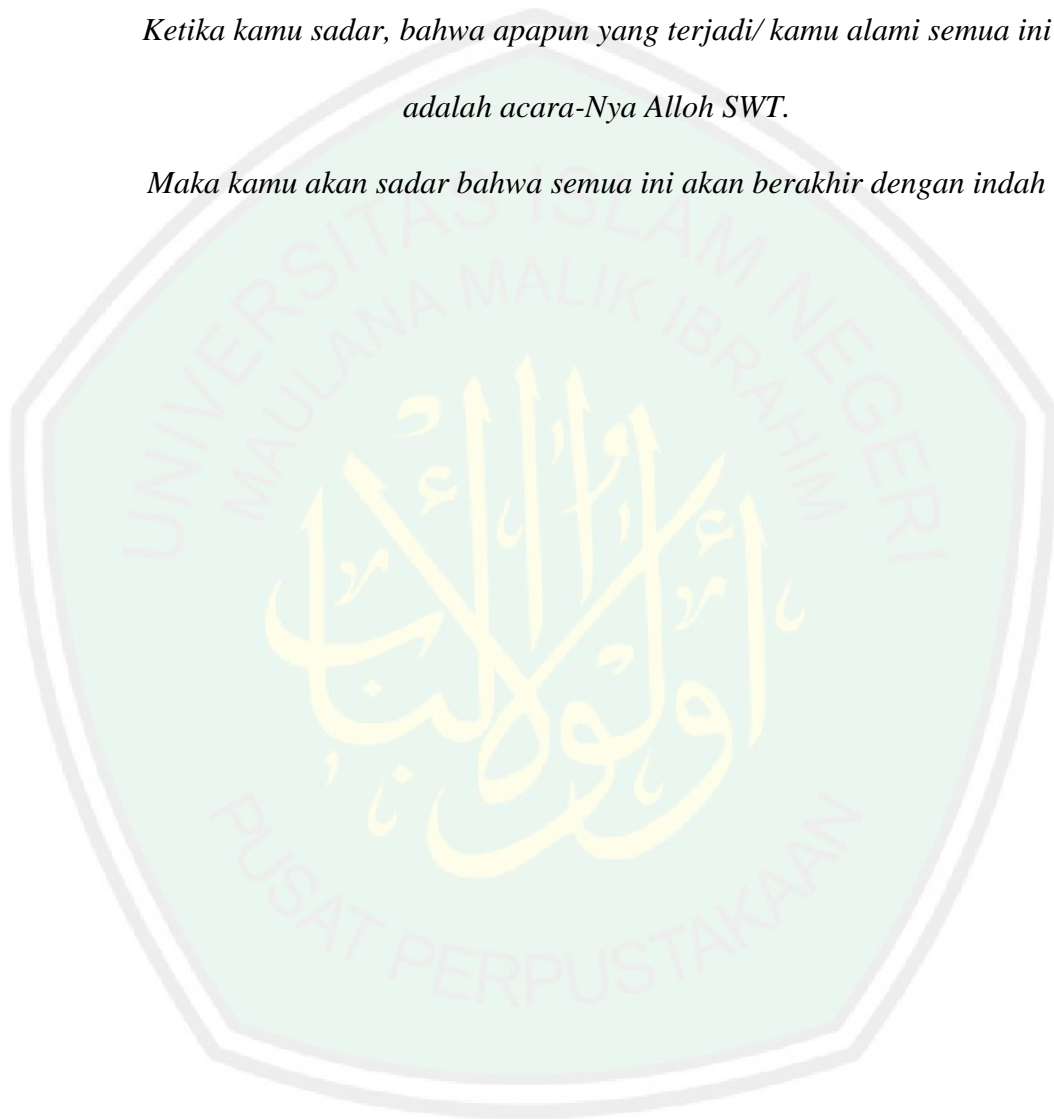 Ketika kamu sadar, bahwa apapun yang terjadi/ kamu alami semua ini
adalah acara-Nya Alloh SWT.
Maka kamu akan sadar bahwa semua ini akan berakhir dengan indah
UNIVERSITAS ISLAM NEGERI
MAULANA MALIK IBRAHIM
أولوا الألباب
PUSAT PERPUSTAKAAN